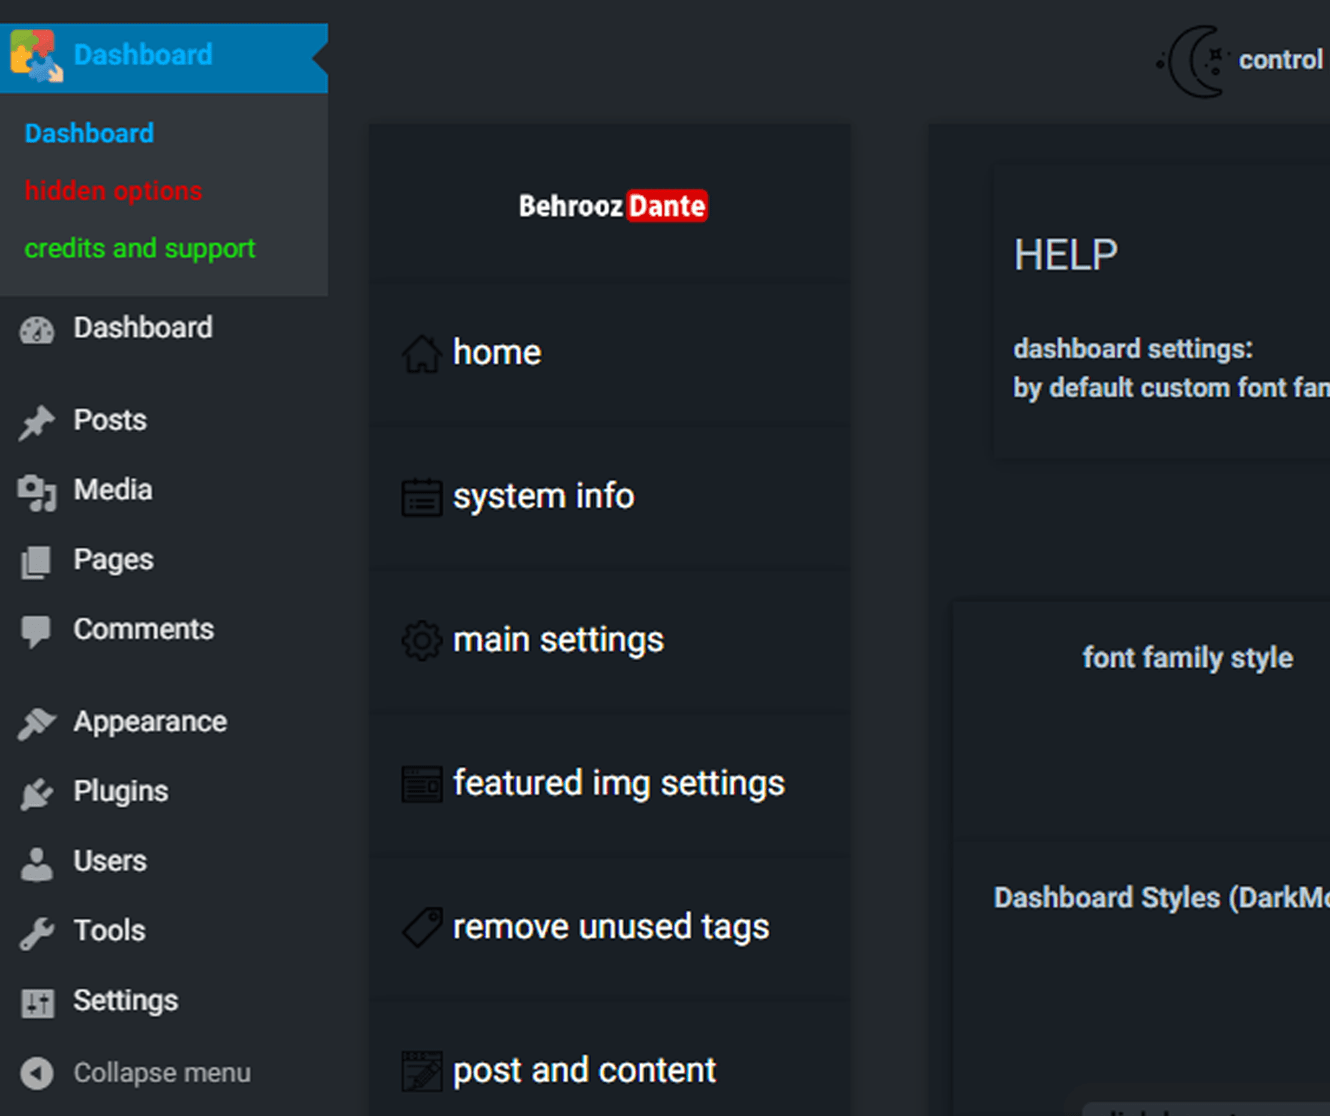 Dashboard
Dashboard
hidden options
credits and support
Dashboard
Posts
Media
Pages
Comments
Appearance
Plugins
Users
Tools
Settings
Collapse menu
Behrooz Dante
home
system info
main settings
featured img settings
remove unused tags
post and content
control
HELP
dashboard settings:
by default custom font fam
font family style
Dashboard Styles (DarkMo